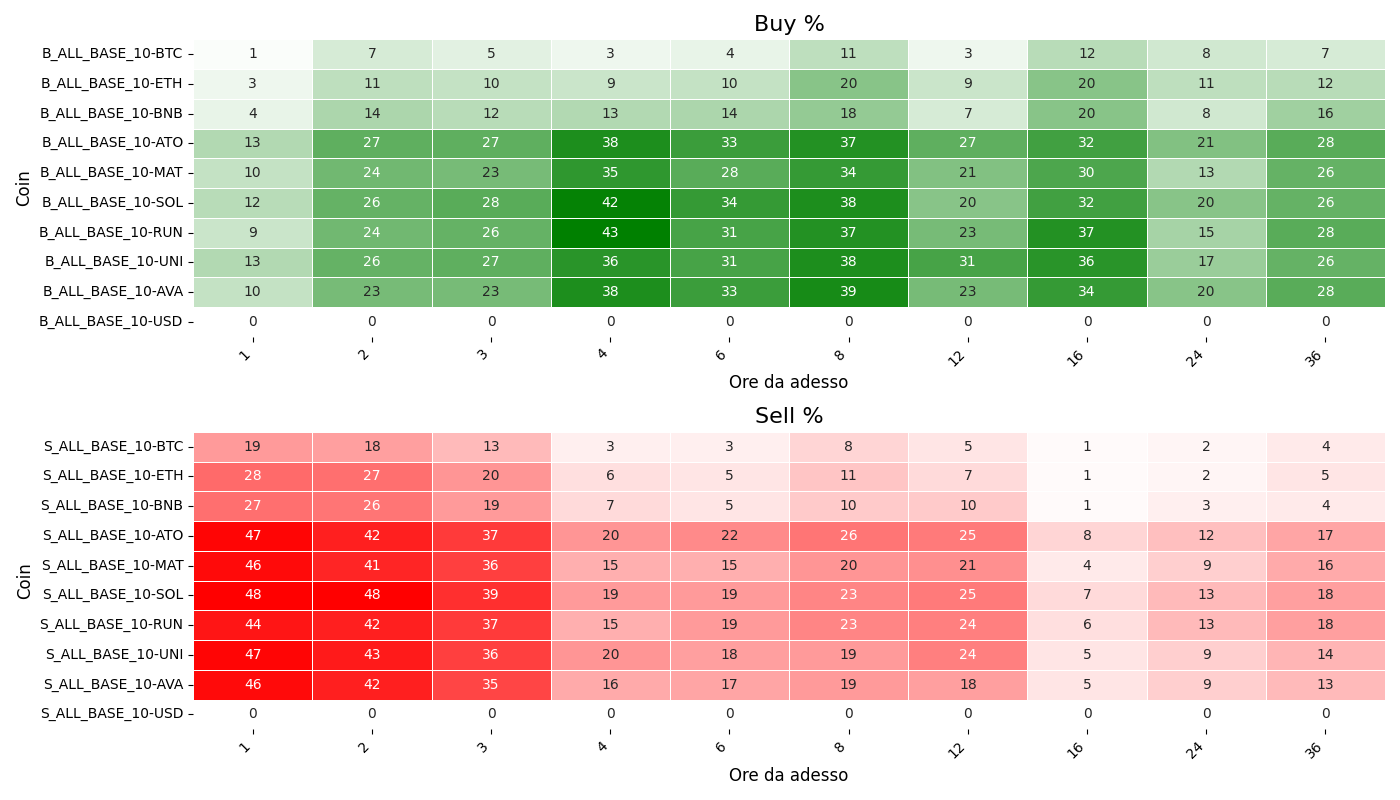 Buy %
Coin
B_ALL_BASE_10-BTC 1 7 5 3 4 11 3 12 8 7
B_ALL_BASE_10-ETH 3 11 10 9 10 20 9 20 11 12
B_ALL_BASE_10-BNB 4 14 12 13 14 18 7 20 8 16
B_ALL_BASE_10-ATO 13 27 27 38 33 37 27 32 21 28
B_ALL_BASE_10-MAT 10 24 23 35 28 34 21 30 13 26
B_ALL_BASE_10-SOL 12 26 28 42 34 38 20 32 20 26
B_ALL_BASE_10-RUN 9 24 26 43 31 37 23 37 15 28
B_ALL_BASE_10-UNI 13 26 27 36 31 38 31 36 17 26
B_ALL_BASE_10-AVA 10 23 23 38 33 39 23 34 20 28
B_ALL_BASE_10-USD 0 0 0 0 0 0 0 0 0 0
1 2 3 4 6 8 12 16 24 36
Ore da adesso
Sell %
Coin
S_ALL_BASE_10-BTC 19 18 13 3 3 8 5 1 2 4
S_ALL_BASE_10-ETH 28 27 20 6 5 11 7 1 2 5
S_ALL_BASE_10-BNB 27 26 19 7 5 10 10 1 3 4
S_ALL_BASE_10-ATO 47 42 37 20 22 26 25 8 12 17
S_ALL_BASE_10-MAT 46 41 36 15 15 20 21 4 9 16
S_ALL_BASE_10-SOL 48 48 39 19 19 23 25 7 13 18
S_ALL_BASE_10-RUN 44 42 37 15 19 23 24 6 13 18
S_ALL_BASE_10-UNI 47 43 36 20 18 19 24 5 9 14
S_ALL_BASE_10-AVA 46 42 35 16 17 19 18 5 9 13
S_ALL_BASE_10-USD 0 0 0 0 0 0 0 0 0 0
1 2 3 4 6 8 12 16 24 36
Ore da adesso